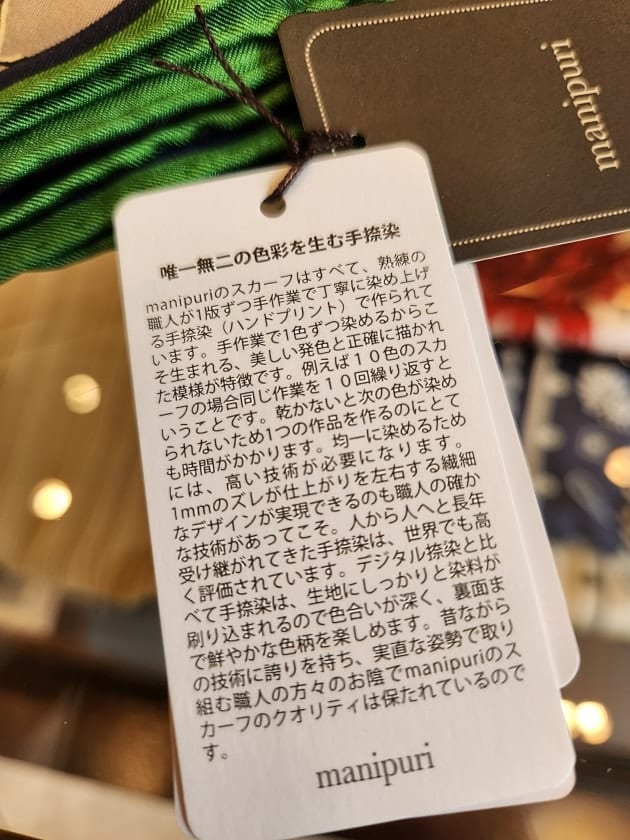 manipuri
唯一無二の色彩を生む手捺染
manipuriのスカーフはすべて、熟練の
職人が1版ずつ手作業で丁寧に染め上げ
る手捺染（ハンドプリント）で作られて
います。手作業で1色ずつ染めるからこ
そ生まれる、美しい発色と正確に描かれ
た模様が特徴です。例えば１０色のスカ
ーフの場合同じ作業を１０回繰り返すと
いうことです。乾かないと次の色が染め
られないため1つの作品を作るのにとて
も時間がかかります。均一に染めるため
には、高い技術が必要になります。
1mmのズレが仕上がりを左右する繊細
なデザインが実現できるのも職人の確か
な技術があってこそ。人から人へと長年
受け継がれてきた手捺染は、世界でも高
く評価されています。デジタル捺染と比
べて手捺染は、生地にしっかりと染料が
刷り込まれるので色合いが深く、裏面ま
で鮮やかな色柄を楽しめます。昔ながら
の技術に誇りを持ち、実直な姿勢で取り
組む職人の方々のお陰でmanipuriのス
カーフのクオリティは保たれているので
す。
manipuri